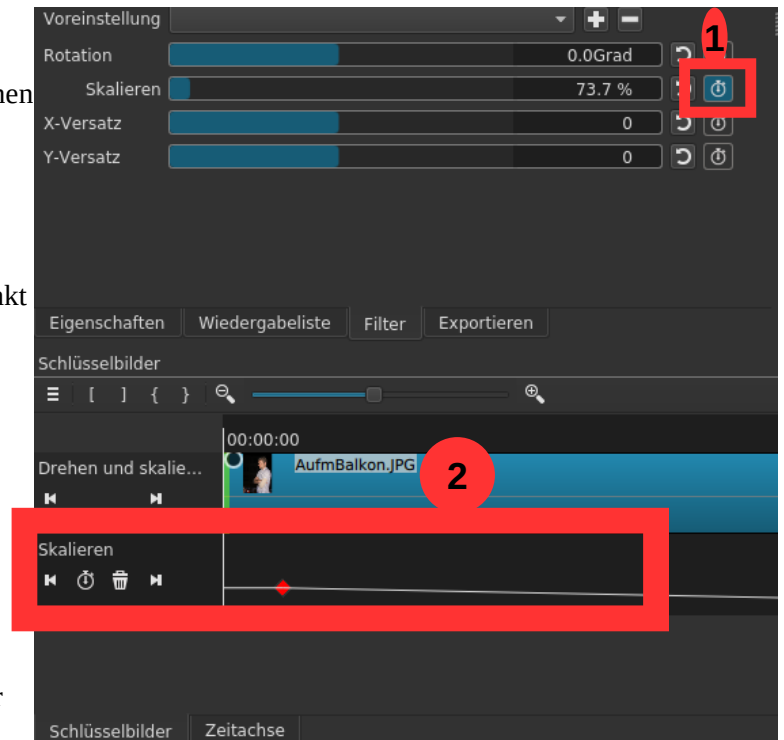 Voreinstellung
1
Rotation 0.0Grad
Skalieren 73.7 %
X-Versatz 0
Y-Versatz 0
Eigenschaften Wiedergabeliste Filter Exportieren
Schlüsselbilder
[ ] { }
00:00:00
Drehen und skalie... AufmBalkon.JPG 2
Skalieren
Schlüsselbilder Zeitachse